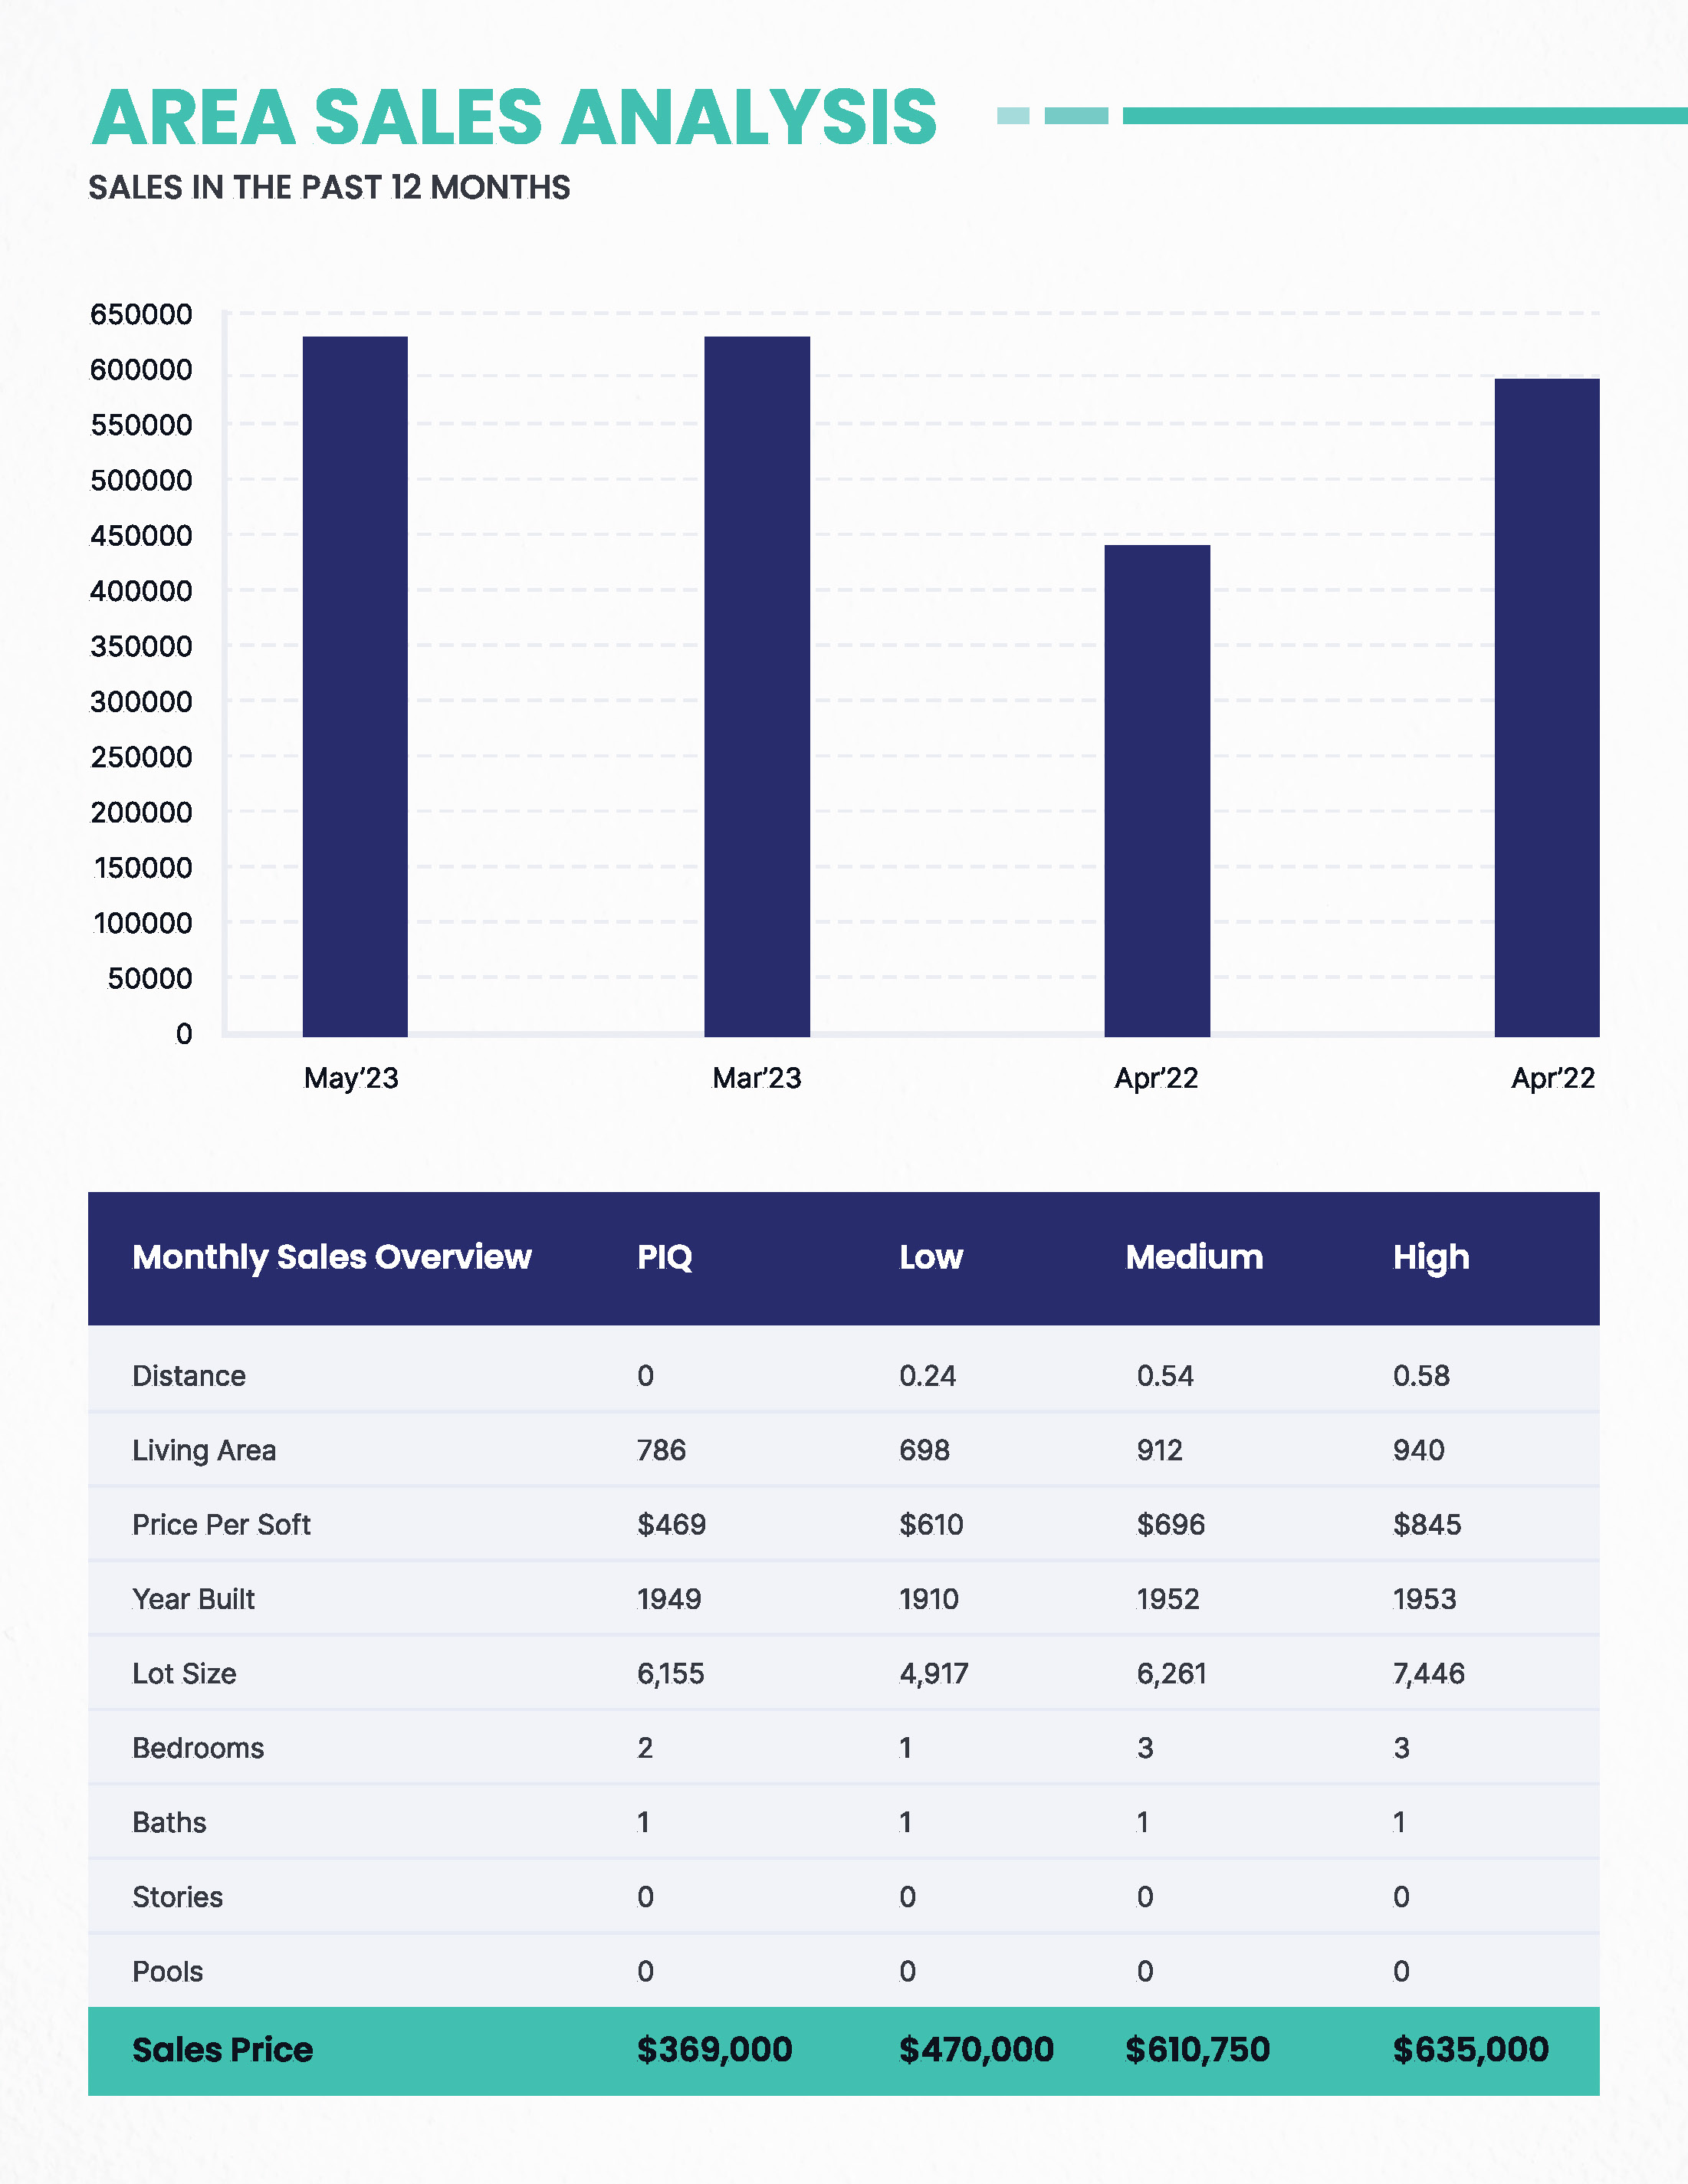 AREA SALES ANALYSIS
SALES IN THE PAST 12 MONTHS
650000
600000
550000
500000
450000
400000
350000
300000
250000
200000
150000
100000
50000
0
May’23 Mar’23 Apr’22 Apr’22
Monthly Sales Overview PIQ Low Medium High
Distance 0 0.24 0.54 0.58
Living Area 786 698 912 940
Price Per Soft $469 $610 $696 $845
Year Built 1949 1910 1952 1953
Lot Size 6,155 4,917 6,261 7,446
Bedrooms 2 1 3 3
Baths 1 1 1 1
Stories 0 0 0 0
Pools 0 0 0 0
Sales Price $369,000 $470,000 $610,750 $635,000